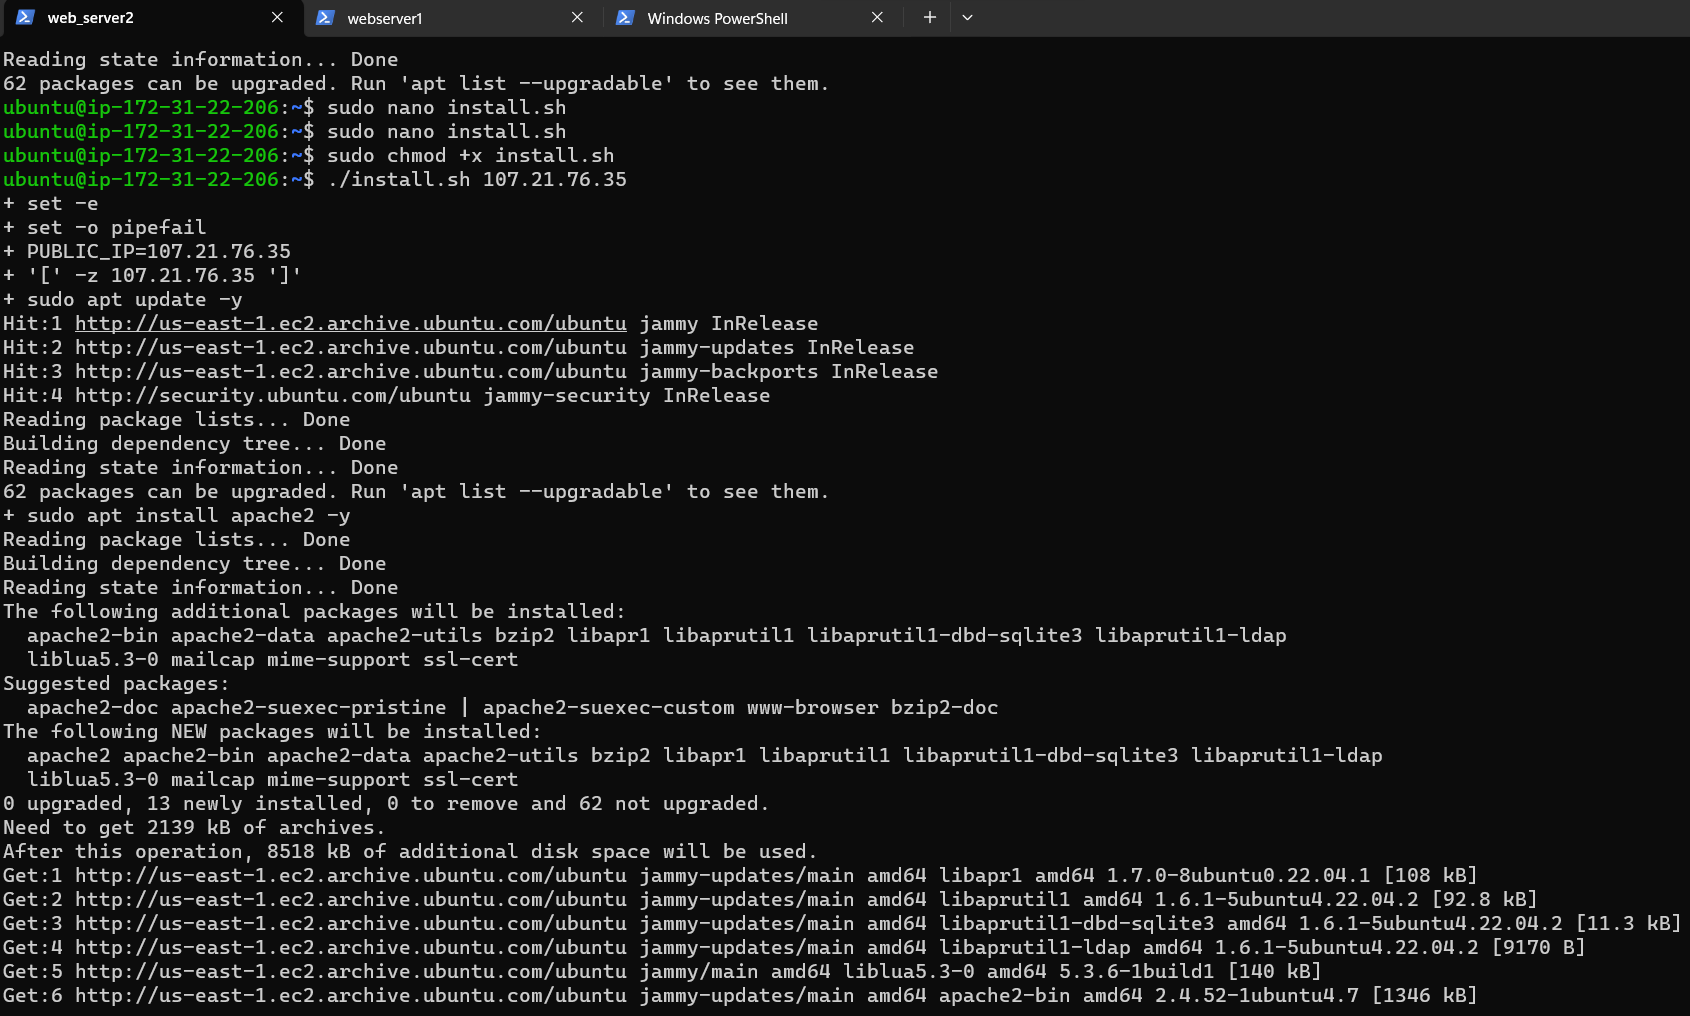 web_server2
webserver1
Windows PowerShell
Reading state information... Done
62 packages can be upgraded. Run 'apt list --upgradable' to see them.
ubuntu@ip-172-31-22-206:~$ sudo nano install.sh
ubuntu@ip-172-31-22-206:~$ sudo nano install.sh
ubuntu@ip-172-31-22-206:~$ sudo chmod +x install.sh
ubuntu@ip-172-31-22-206:~$ ./install.sh 107.21.76.35
+ set -e
+ set -o pipefail
+ PUBLIC_IP=107.21.76.35
+ '[' -z 107.21.76.35 ']'
+ sudo apt update -y
Hit:1 http://us-east-1.ec2.archive.ubuntu.com/ubuntu jammy InRelease
Hit:2 http://us-east-1.ec2.archive.ubuntu.com/ubuntu jammy-updates InRelease
Hit:3 http://us-east-1.ec2.archive.ubuntu.com/ubuntu jammy-backports InRelease
Hit:4 http://security.ubuntu.com/ubuntu jammy-security InRelease
Reading package lists... Done
Building dependency tree... Done
Reading state information... Done
62 packages can be upgraded. Run 'apt list --upgradable' to see them.
+ sudo apt install apache2 -y
Reading package lists... Done
Building dependency tree... Done
Reading state information... Done
The following additional packages will be installed:
  apache2-bin apache2-data apache2-utils bzip2 libapr1 libaprutil1 libaprutil1-dbd-sqlite3 libaprutil1-ldap
  liblua5.3-0 mailcap mime-support ssl-cert
Suggested packages:
  apache2-doc apache2-suexec-pristine | apache2-suexec-custom www-browser bzip2-doc
The following NEW packages will be installed:
  apache2 apache2-bin apache2-data apache2-utils bzip2 libapr1 libaprutil1 libaprutil1-dbd-sqlite3 libaprutil1-ldap
  liblua5.3-0 mailcap mime-support ssl-cert
0 upgraded, 13 newly installed, 0 to remove and 62 not upgraded.
Need to get 2139 kB of archives.
After this operation, 8518 kB of additional disk space will be used.
Get:1 http://us-east-1.ec2.archive.ubuntu.com/ubuntu jammy-updates/main amd64 libapr1 amd64 1.7.0-8ubuntu0.22.04.1 [108 kB]
Get:2 http://us-east-1.ec2.archive.ubuntu.com/ubuntu jammy-updates/main amd64 libaprutil1 amd64 1.6.1-5ubuntu4.22.04.2 [92.8 kB]
Get:3 http://us-east-1.ec2.archive.ubuntu.com/ubuntu jammy-updates/main amd64 libaprutil1-dbd-sqlite3 amd64 1.6.1-5ubuntu4.22.04.2 [11.3 kB]
Get:4 http://us-east-1.ec2.archive.ubuntu.com/ubuntu jammy-updates/main amd64 libaprutil1-ldap amd64 1.6.1-5ubuntu4.22.04.2 [9170 B]
Get:5 http://us-east-1.ec2.archive.ubuntu.com/ubuntu jammy/main amd64 liblua5.3-0 amd64 5.3.6-1build1 [140 kB]
Get:6 http://us-east-1.ec2.archive.ubuntu.com/ubuntu jammy-updates/main amd64 apache2-bin amd64 2.4.52-1ubuntu4.7 [1346 kB]